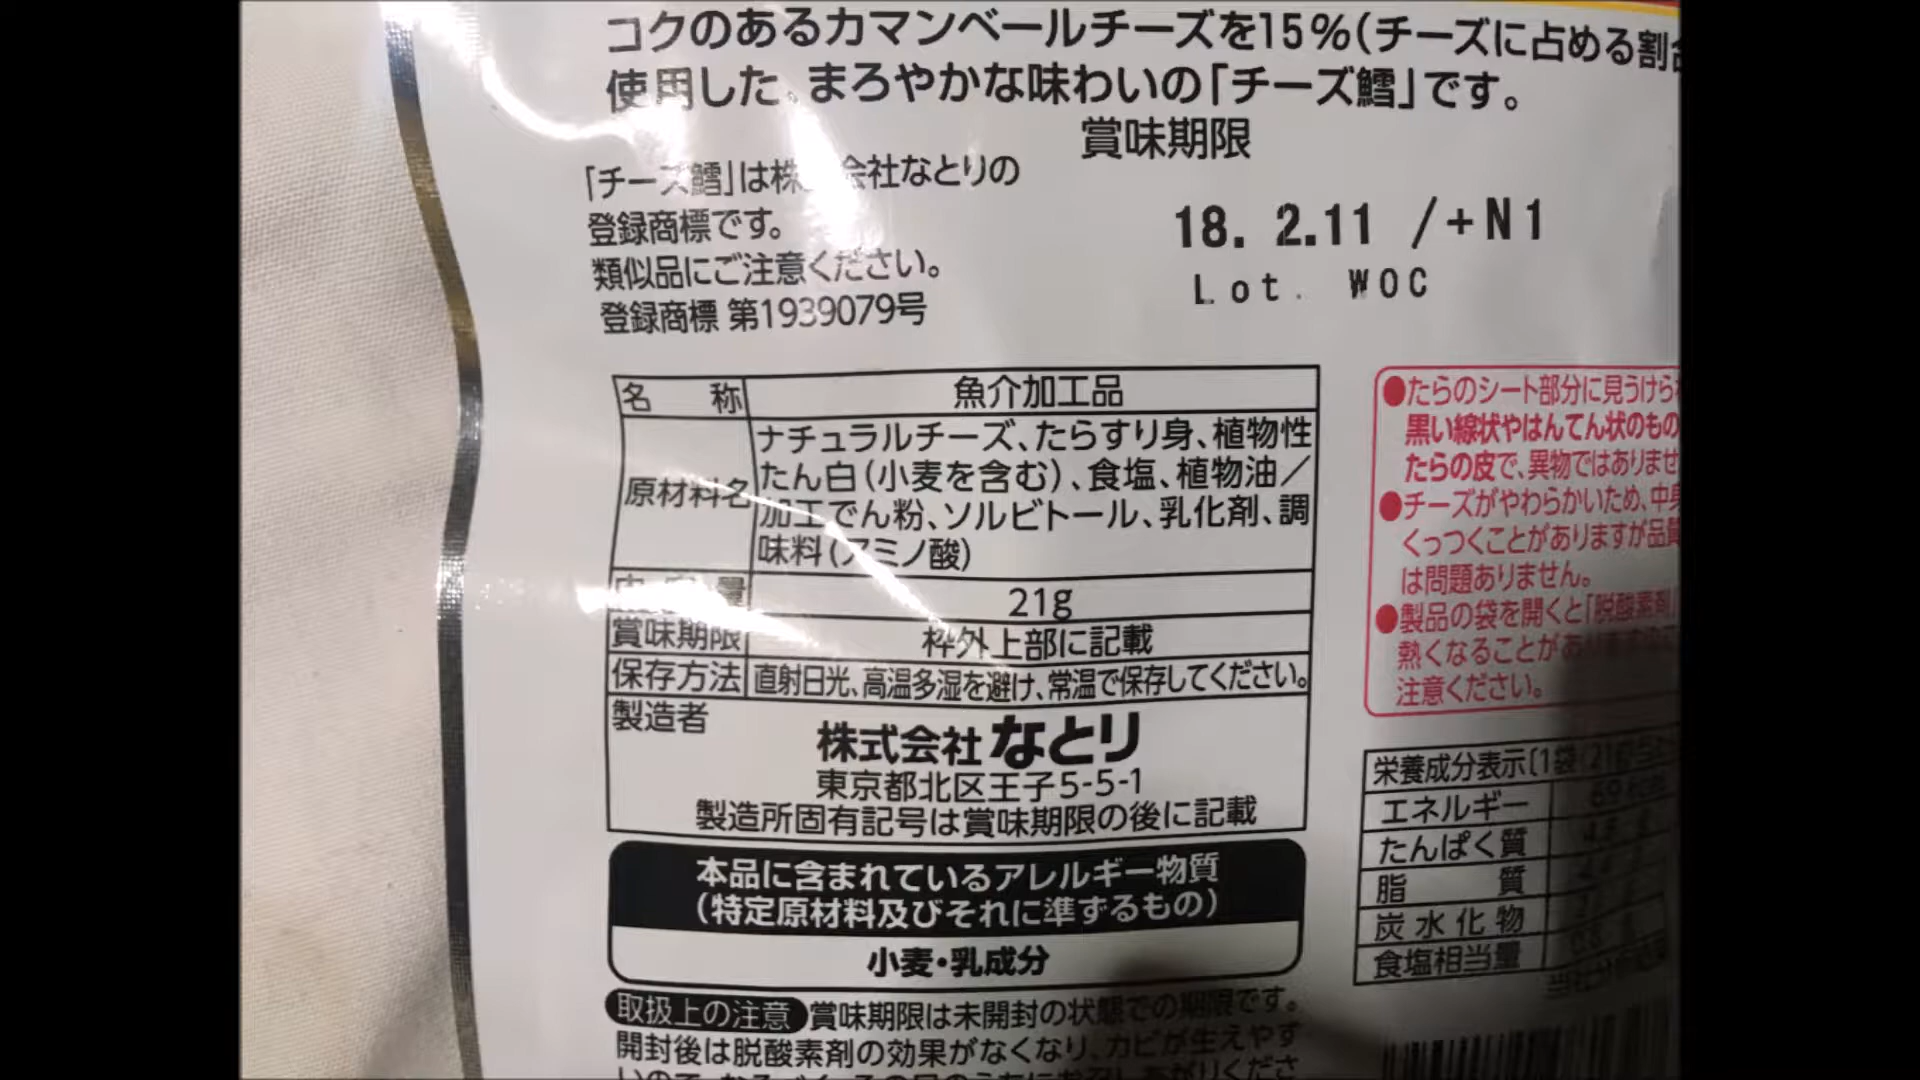 コクのあるカマンベールチーズを15%(チーズに占める割
使用した、まろやかな味わいの「チーズ鱈」です。
賞味期限
「チーズ鱈」は株 会社なとりの
登録商標です。
類似品にご注意ください。
登録商標 第1939079号
18. 2.11 /+N1
Lot. WOC
名 称 魚介加工品
原材料名 ナチュラルチーズ、たらすり身、植物性
たん白(小麦を含む)、食塩、植物油/
加工でん粉、ソルビトール、乳化剤、調
味料(アミノ酸)
量 21g
賞味期限 枠外上部に記載
保存方法 直射日光、高温多湿を避け、常温で保存してください。
製造者
株式会社なとり
東京都北区王子5-5-1
製造所固有記号は賞味期限の後に記載
本品に含まれているアレルギー物質
(特定原材料及びそれに準ずるもの)
小麦・乳成分
取扱上の注意 賞味期限は未開封の状態での期限です。
開封後は脱酸素剤の効果がなくなり、カビが生えやす
●たらのシート部分に見うけら
黒い線状やはんてん状のもの
たらの皮で、異物ではありませ
●チーズがやわらかいため、中身
くっつくことがありますが品質
は問題ありません。
●製品の袋を開くと「脱酸素剤」
熱くなることがあ
注意ください。
栄養成分表示(1袋(21g
エネルギー
たんぱく質
脂 質
炭水化物
食塩相当量